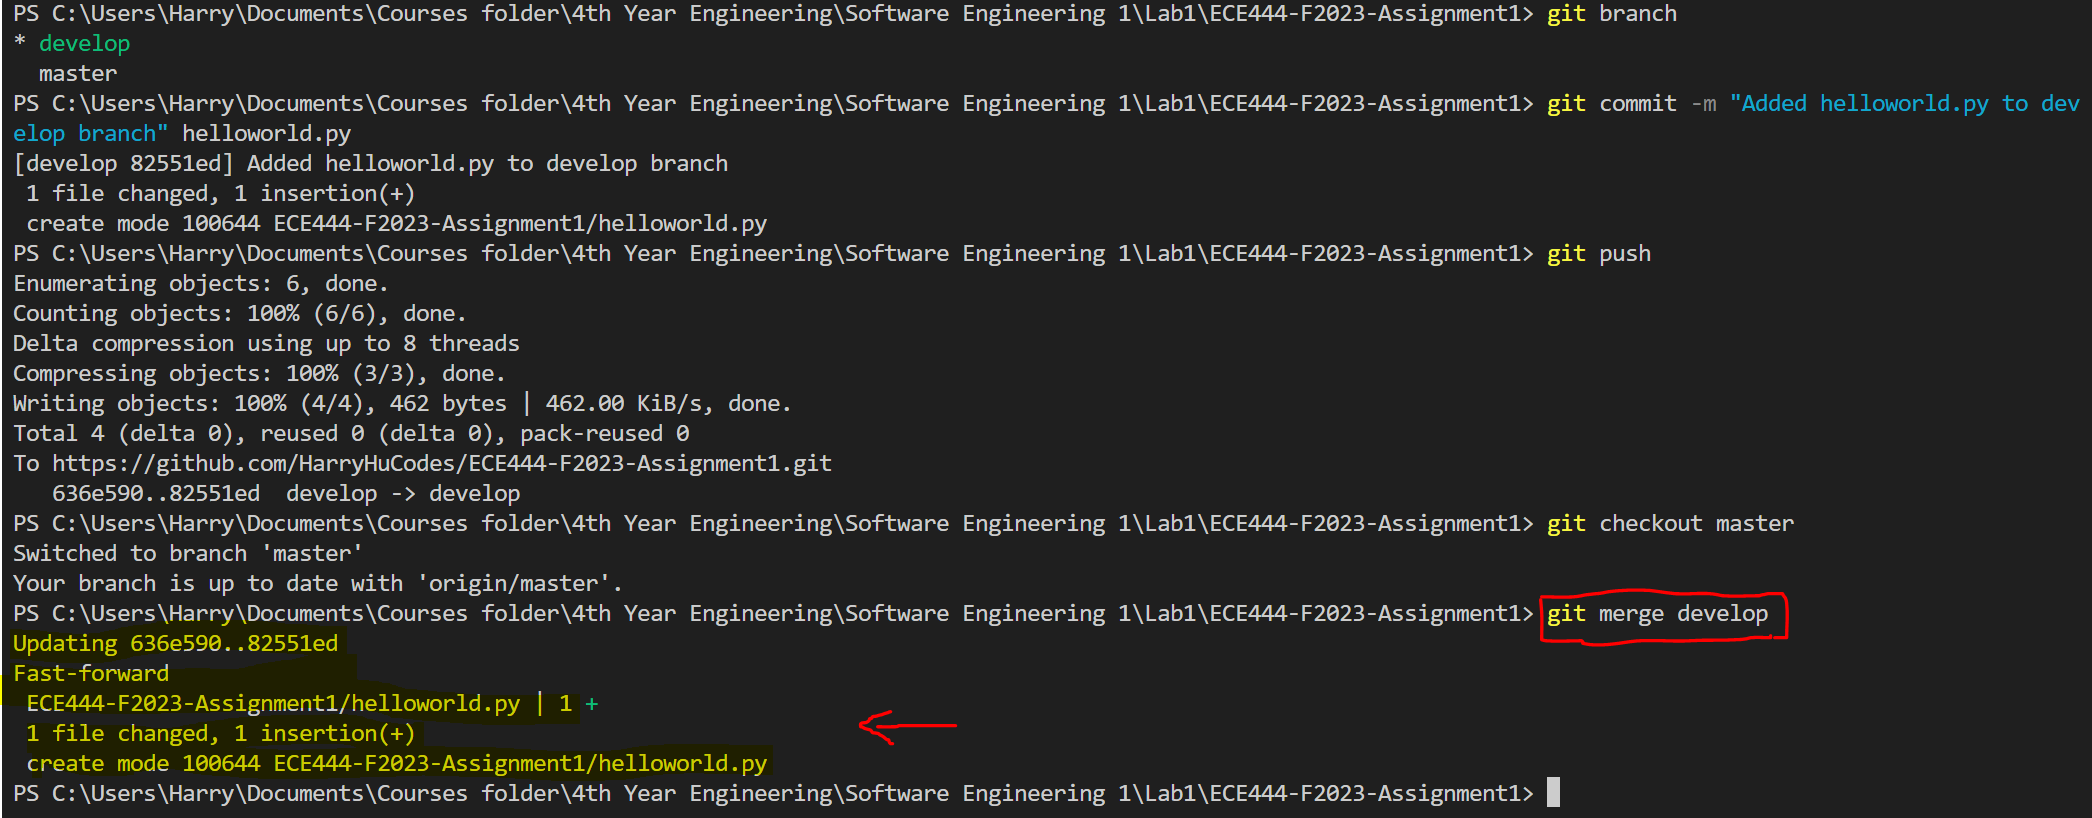 PS C:\Users\Harry\Documents\Courses folder\4th Year Engineering\Software Engineering 1\Lab1\ECE444-F2023-Assignment1> git branch
* develop
  master
PS C:\Users\Harry\Documents\Courses folder\4th Year Engineering\Software Engineering 1\Lab1\ECE444-F2023-Assignment1> git commit -m "Added helloworld.py to dev
elop branch" helloworld.py
[develop 82551ed] Added helloworld.py to develop branch
 1 file changed, 1 insertion(+)
 create mode 100644 ECE444-F2023-Assignment1/helloworld.py
PS C:\Users\Harry\Documents\Courses folder\4th Year Engineering\Software Engineering 1\Lab1\ECE444-F2023-Assignment1> git push
Enumerating objects: 6, done.
Counting objects: 100% (6/6), done.
Delta compression using up to 8 threads
Compressing objects: 100% (3/3), done.
Writing objects: 100% (4/4), 462 bytes | 462.00 KiB/s, done.
Total 4 (delta 0), reused 0 (delta 0), pack-reused 0
To https://github.com/HarryHuCodes/ECE444-F2023-Assignment1.git
   636e590..82551ed  develop -> develop
PS C:\Users\Harry\Documents\Courses folder\4th Year Engineering\Software Engineering 1\Lab1\ECE444-F2023-Assignment1> git checkout master
Switched to branch 'master'
Your branch is up to date with 'origin/master'.
PS C:\Users\Harry\Documents\Courses folder\4th Year Engineering\Software Engineering 1\Lab1\ECE444-F2023-Assignment1> git merge develop
Updating 636e590..82551ed
Fast-forward
 ECE444-F2023-Assignment1/helloworld.py | 1 +
 1 file changed, 1 insertion(+)
 create mode 100644 ECE444-F2023-Assignment1/helloworld.py
PS C:\Users\Harry\Documents\Courses folder\4th Year Engineering\Software Engineering 1\Lab1\ECE444-F2023-Assignment1>